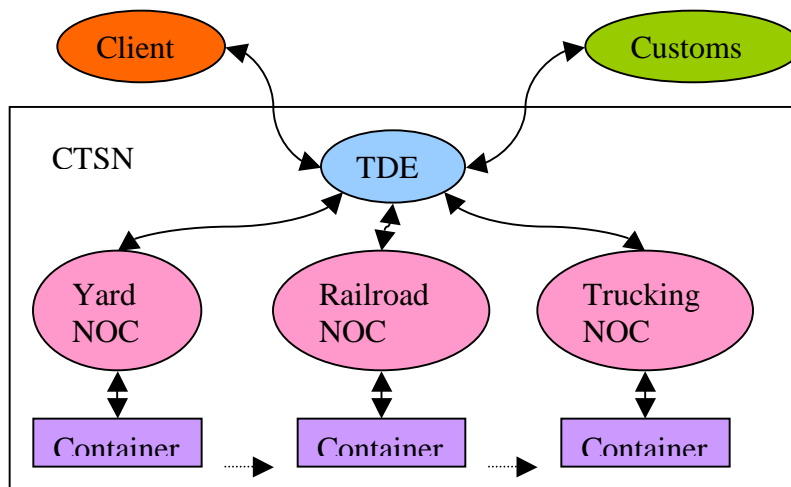 Client
Customs
CTSN
TDE
Yard
NOC
Railroad
NOC
Trucking
NOC
Container
Container
Container